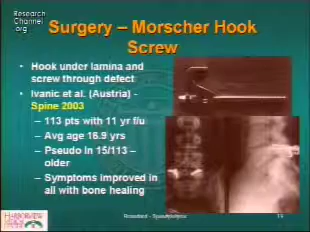 Research
Channel
.org
Surgery – Morscher Hook
Screw
• Hook under lamina and
screw through defect
• Ivanic et al. (Austria) -
Spine 2003
– 113 pts with 11 yr f/u
– Avg age 16.9 yrs
– Pseudo in 15/113 –
older
– Symptoms improved in
all with bone healing
HARBORVIEW
19